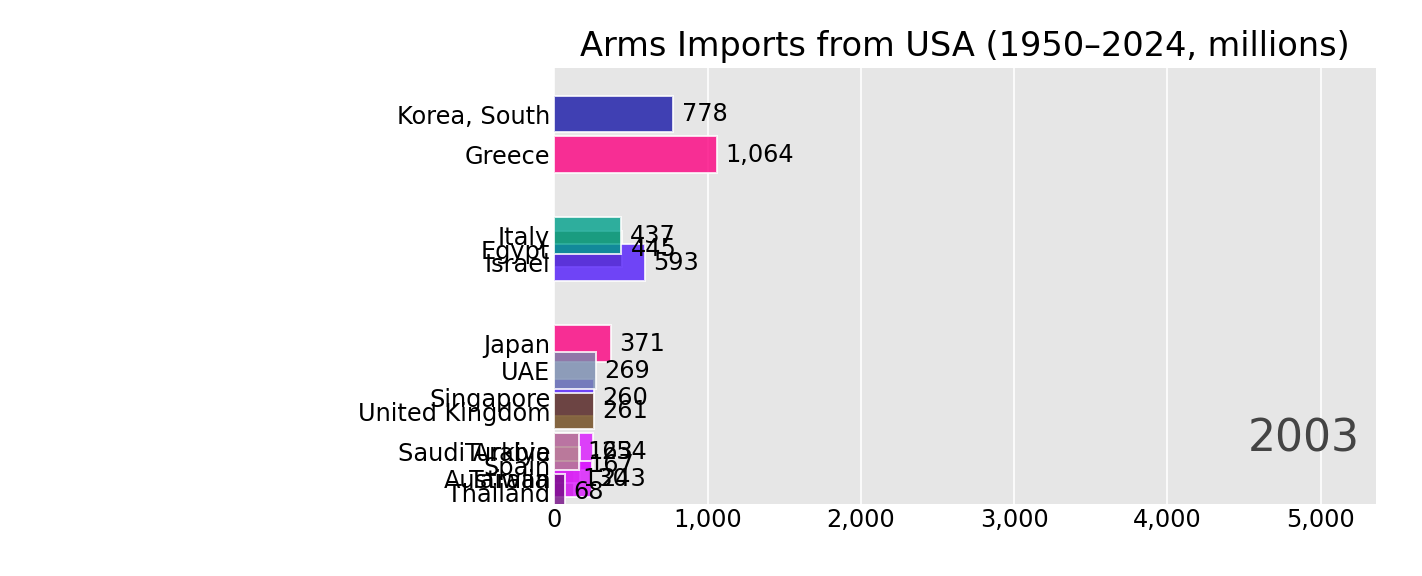 Arms Imports from USA (1950–2024, millions)
Korea, South 778
Greece 1,064
Italy 437
Egypt 445
Israel 593
Japan 371
UAE 269
Singapore 260
United Kingdom 261
Saudi
Spain 167
Thailand 68
2003
0 1,000 2,000 3,000 4,000 5,000